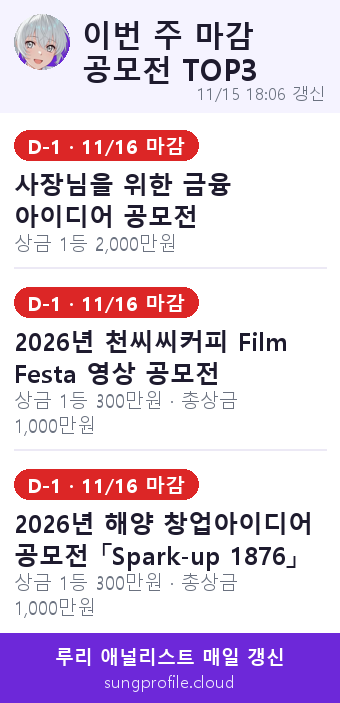 이번 주 마감
공모전 TOP3
11/15 18:06 갱신
D-1 · 11/16 마감
사장님을 위한 금융
아이디어 공모전
상금 1등 2,000만원
D-1 · 11/16 마감
2026년 천씨씨커피 Film
Festa 영상 공모전
상금 1등 300만원 · 총상금
1,000만원
D-1 · 11/16 마감
2026년 해양 창업아이디어
공모전 「Spark-up 1876」
상금 1등 300만원 · 총상금
1,000만원
루리 애널리스트 매일 갱신
sungprofile.cloud